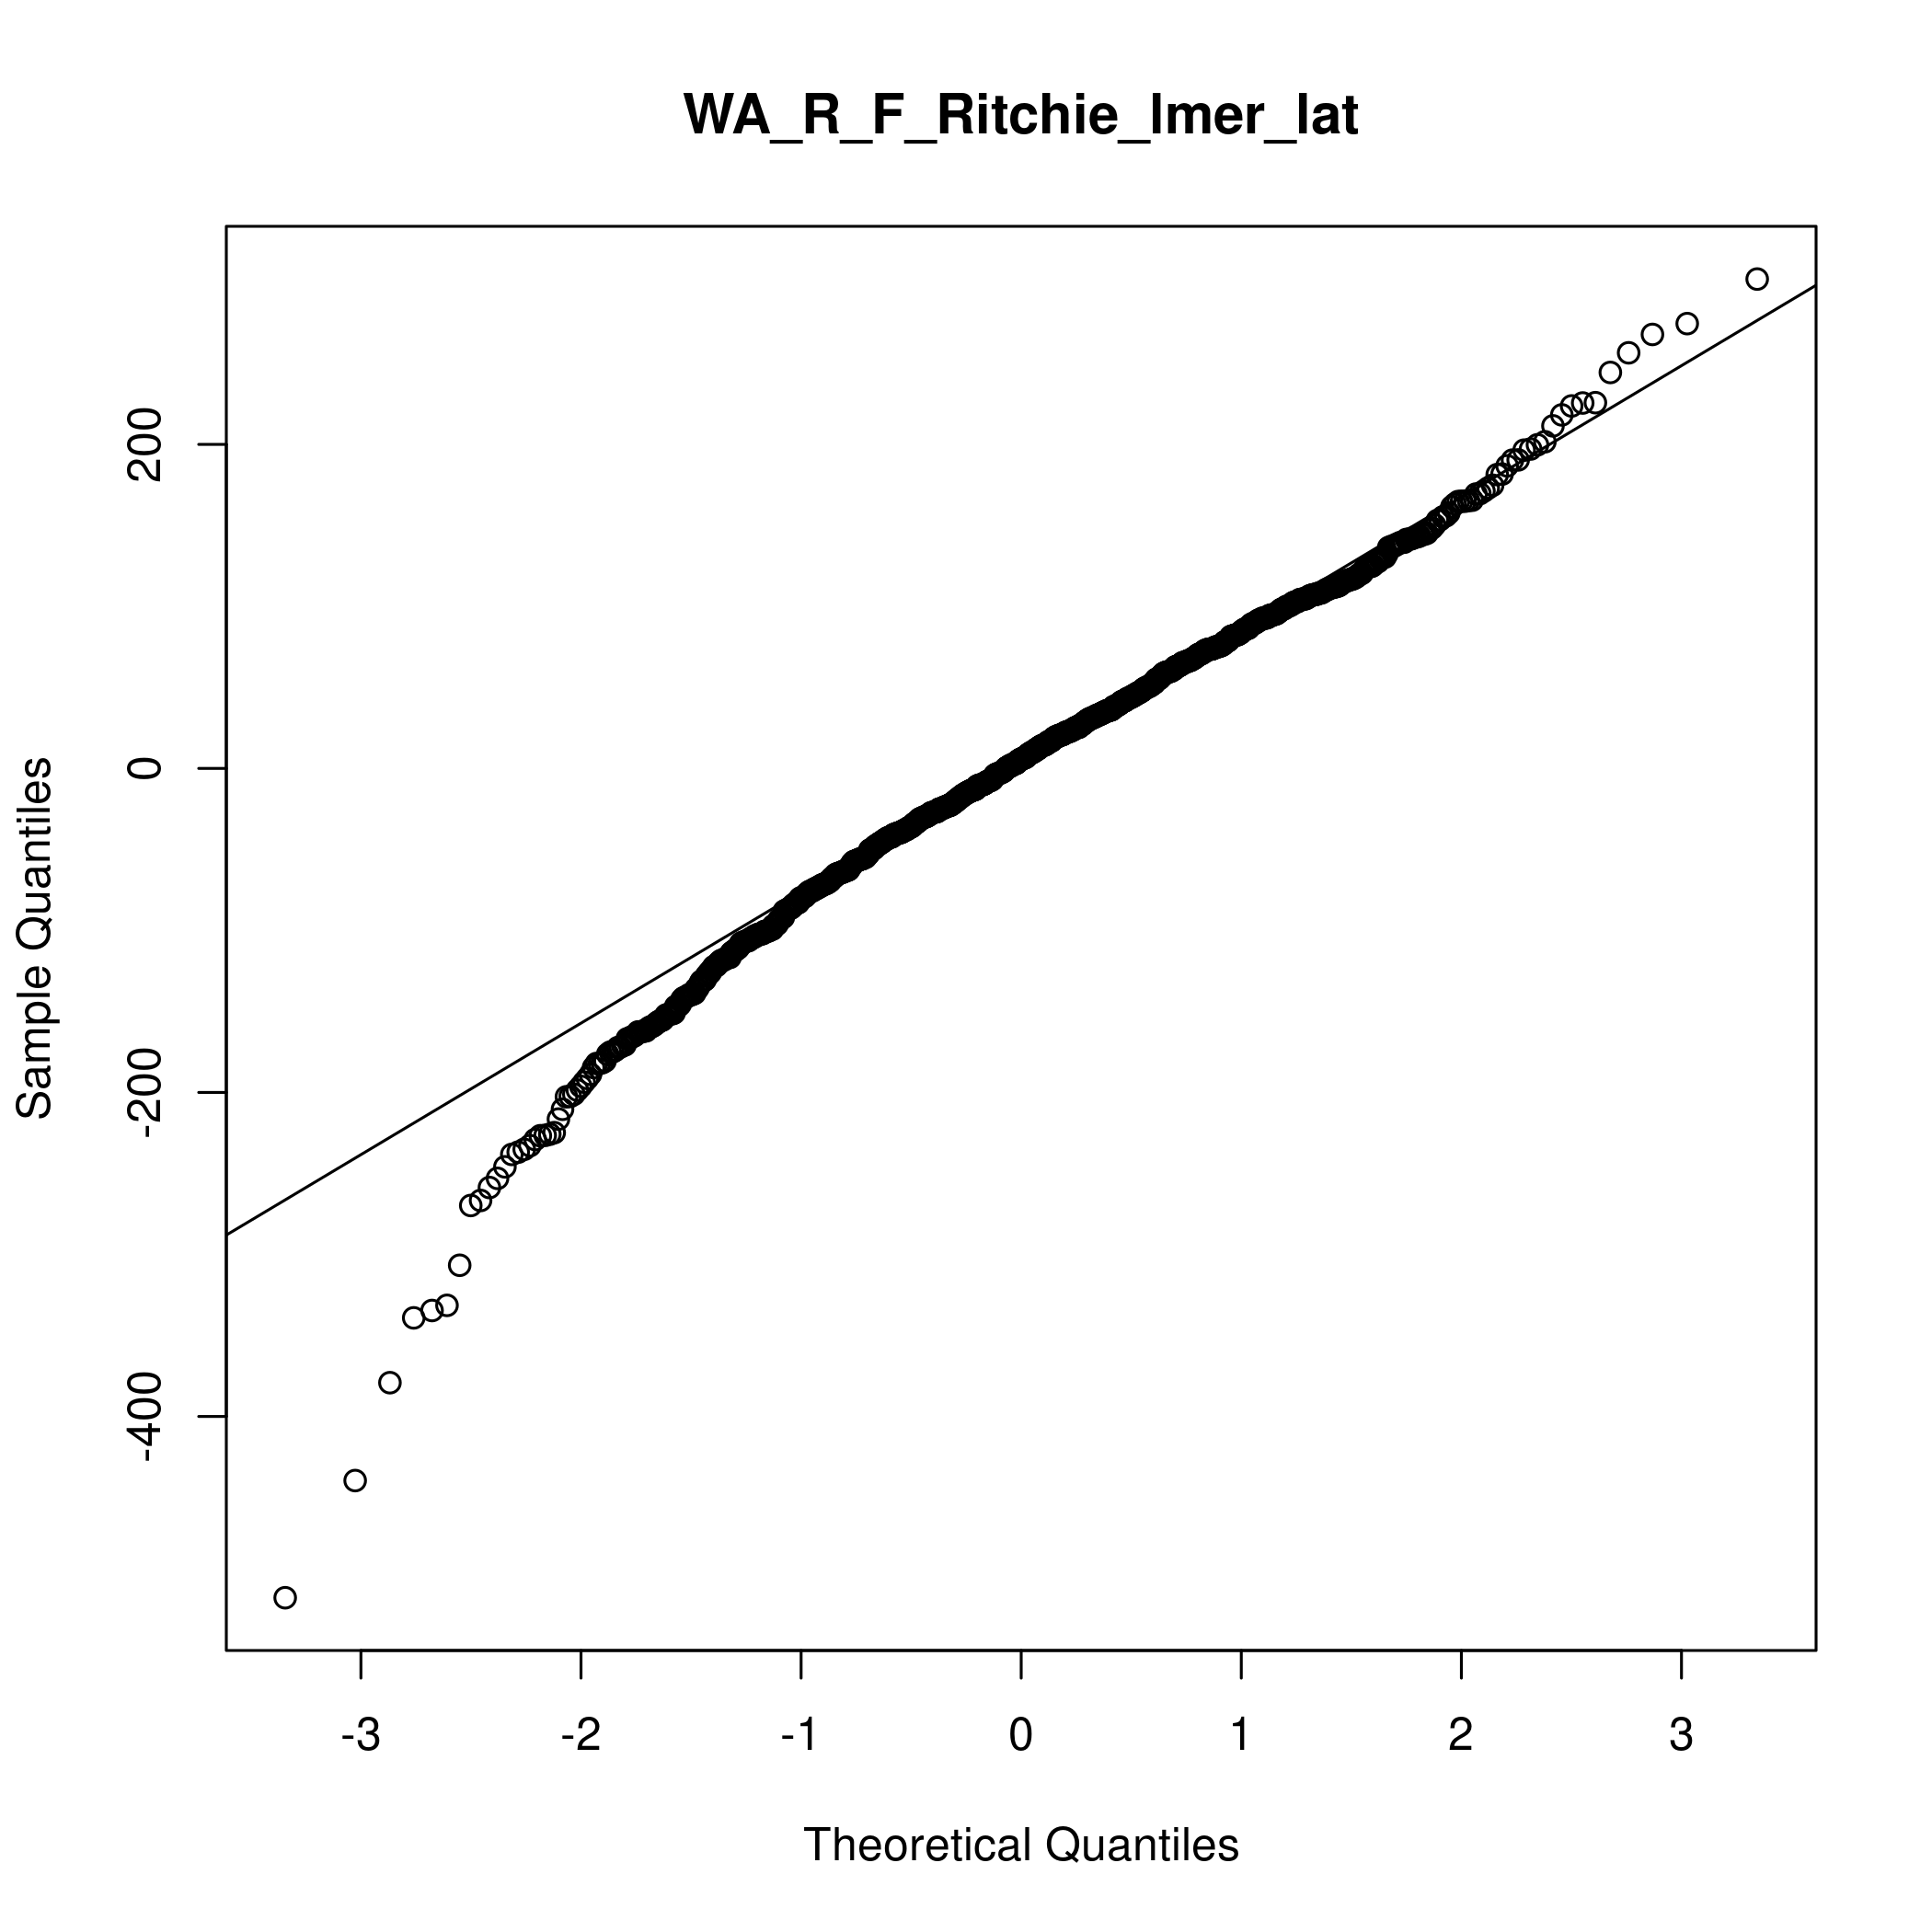 WA_R_F_Ritchie_lmer_lat
Sample Quantiles
200
0
-200
-400
-3 -2 -1 0 1 2 3
Theoretical Quantiles